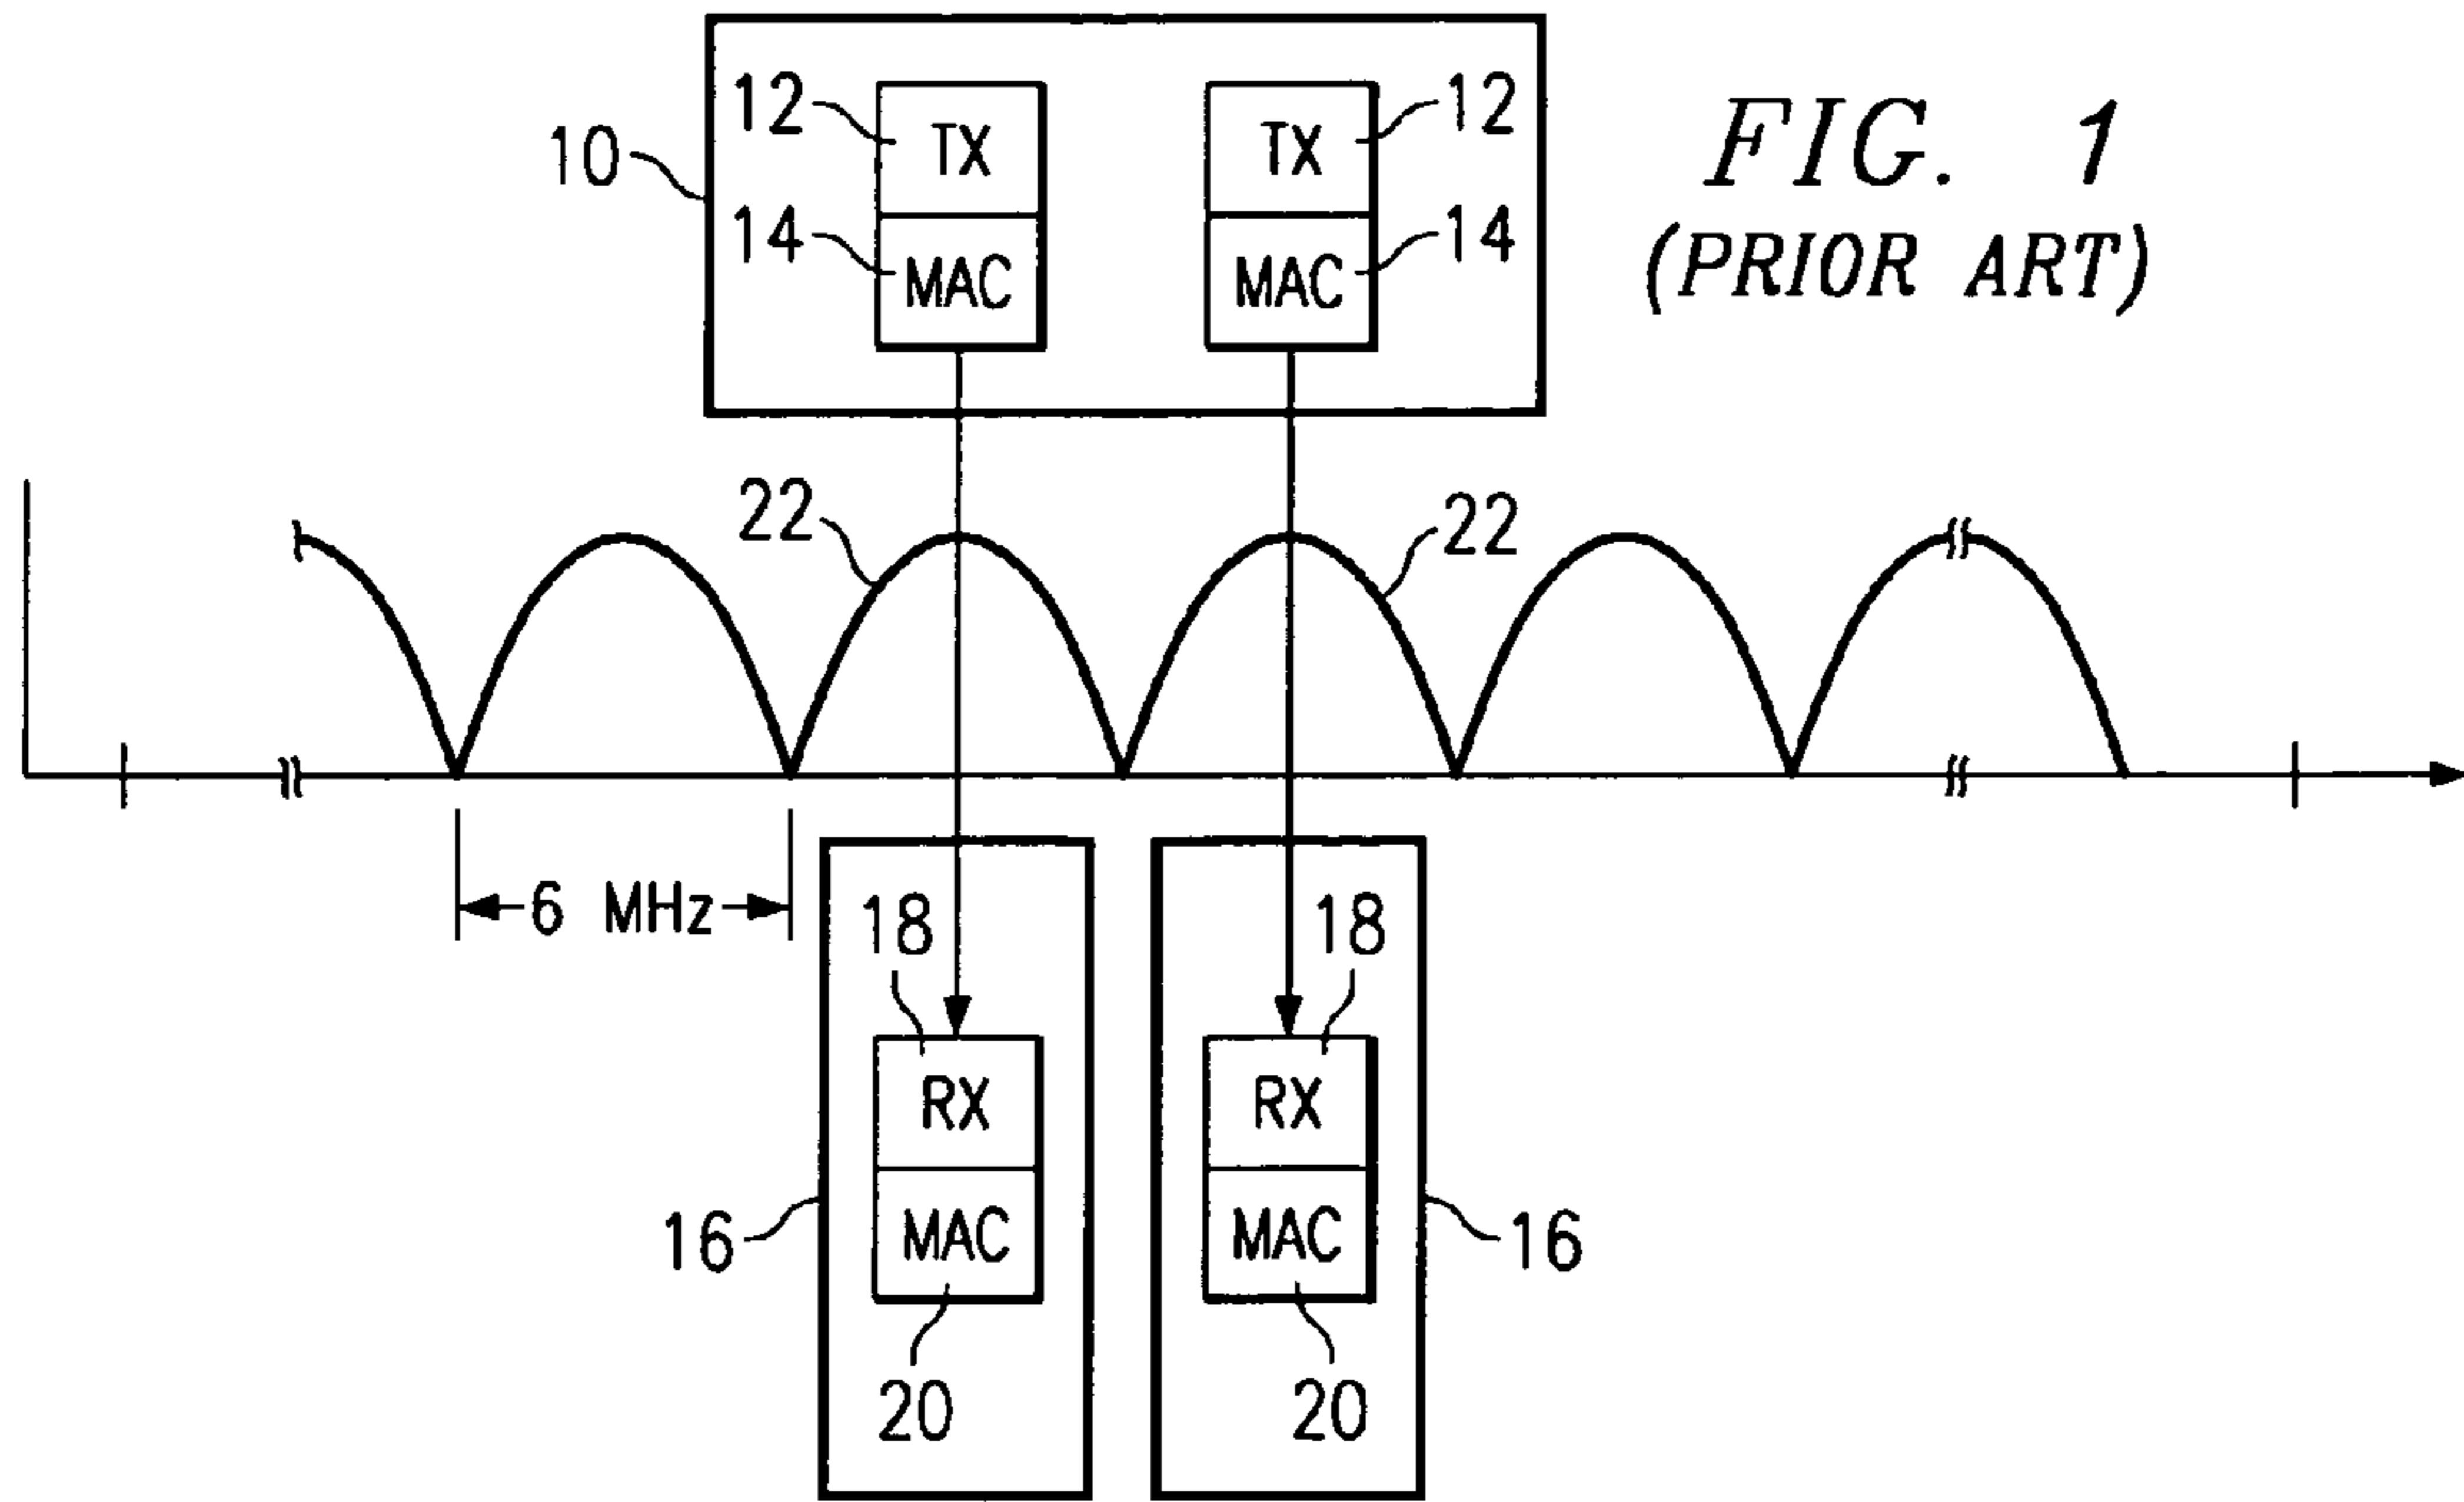 12
TX
12
TX
FIG. 1
10
14
MAC
14
MAC
(PRIOR ART)
22
22
6 MHz
18
18
RX
RX
16
MAC
MAC
16
20
20